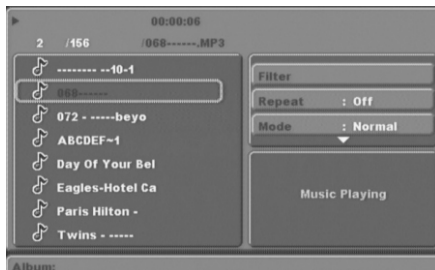 00:00:06
2 /156 /068------.MP3
-------- --10-1
068------
072 - -----beyo
ABCDEF~1
Day Of Your Bel
Eagles-Hotel Ca
Paris Hilton -
Twins - -----
Filter
Repeat : Off
Mode : Normal
Music Playing
Album: